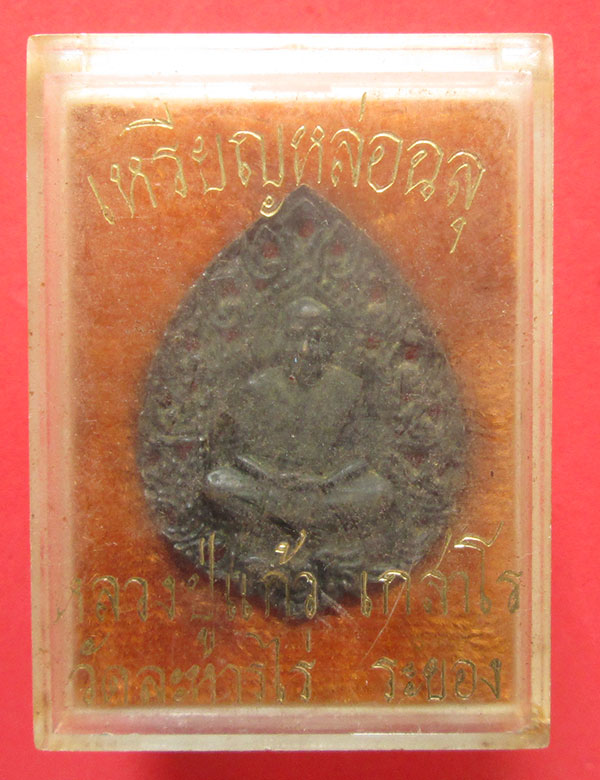 เหรียญหล่อฉลุ
หลวงปู่แก้ว เกสาโร
วัดละหารไร่ ระยอง